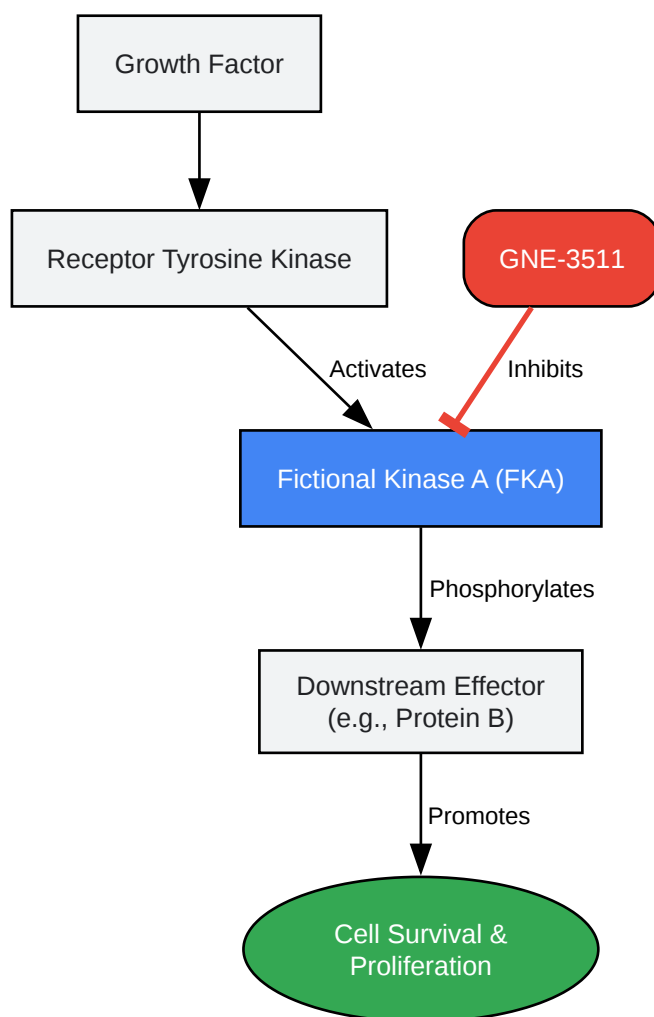 Growth Factor
Receptor Tyrosine Kinase
GNE-3511
Activates
Inhibits
Fictional Kinase A (FKA)
Phosphorylates
Downstream Effector
(e.g., Protein B)
Promotes
Cell Survival &
Proliferation